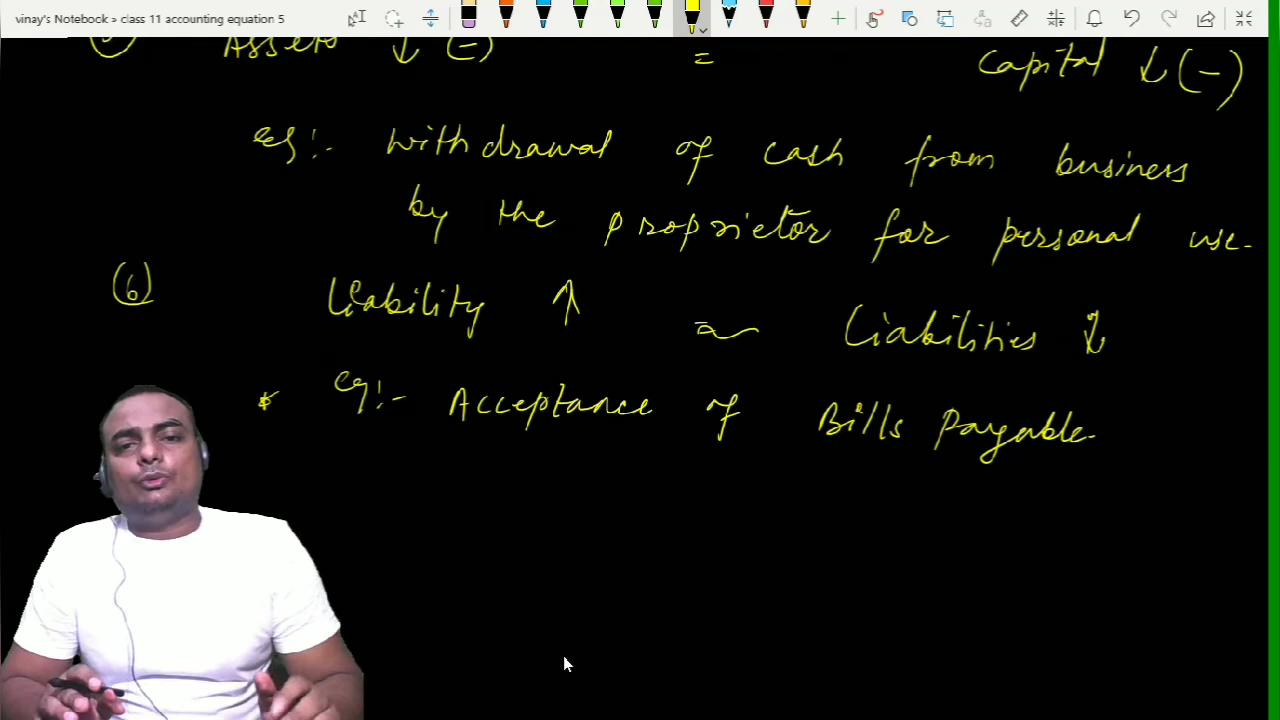 vinay's Notebook > class 11 accounting equation 5
Assets ↓ (-) = Capital ↓ (-)
eg:- withdrawal of cash from business
by the proprietor for personal use.
(6) Liability ↑ = Liabilities ↓
* eg:- Acceptance of Bills Payable.